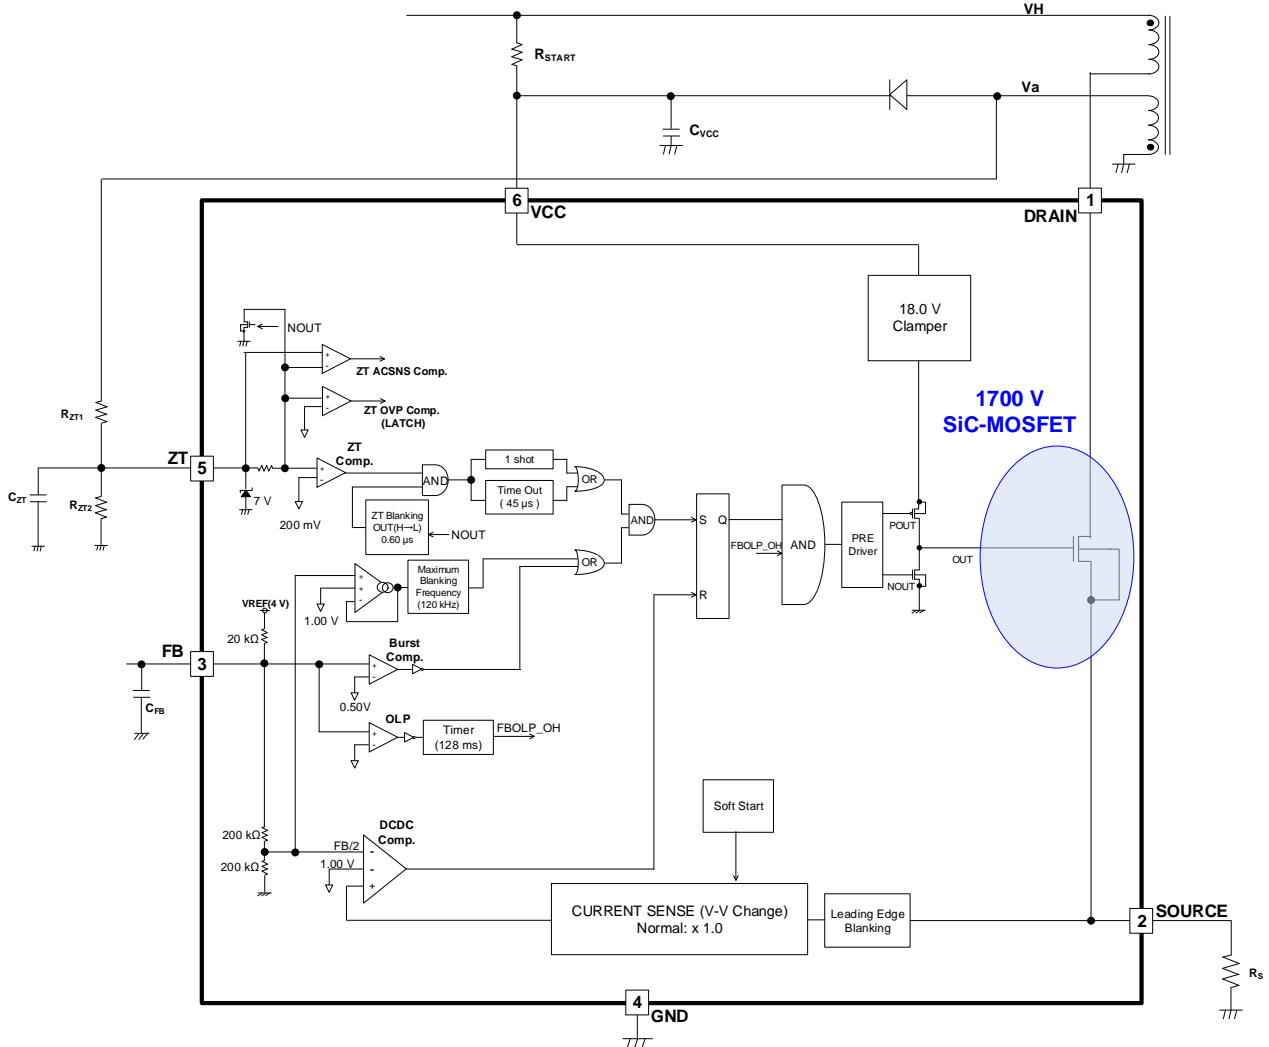 VH
RSTART
Va
CVCC
6
VCC
1
DRAIN
18.0 V
Clamper
NOUT
ZT ACSNS Comp.
1700 V
SiC-MOSFET
RZT1
ZT OVP Comp.
(LATCH)
ZT
5
ZT
Comp.
1 shot
AND
OR
Time Out
( 45 µs )
CZT
RZT2
7 V
200 mV
ZT Blanking
OUT(H→L)
0.60 µs
NOUT
AND
S
Q
POUT
PRE
Driver
FBOLP_OH
AND
OUT
NOUT
OR
Maximum
Blanking
Frequency
(120 kHz)
R
VREF(4 V)
1.00 V
20 kΩ
FB
3
Burst
Comp.
0.50V
CFB
OLP
Timer
(128 ms)
FBOLP_OH
Soft Start
DCDC
Comp.
200 kΩ
FB/2
1.00 V
200 kΩ
CURRENT SENSE (V-V Change)
Normal: x 1.0
Leading Edge
Blanking
2
SOURCE
RS
4
GND